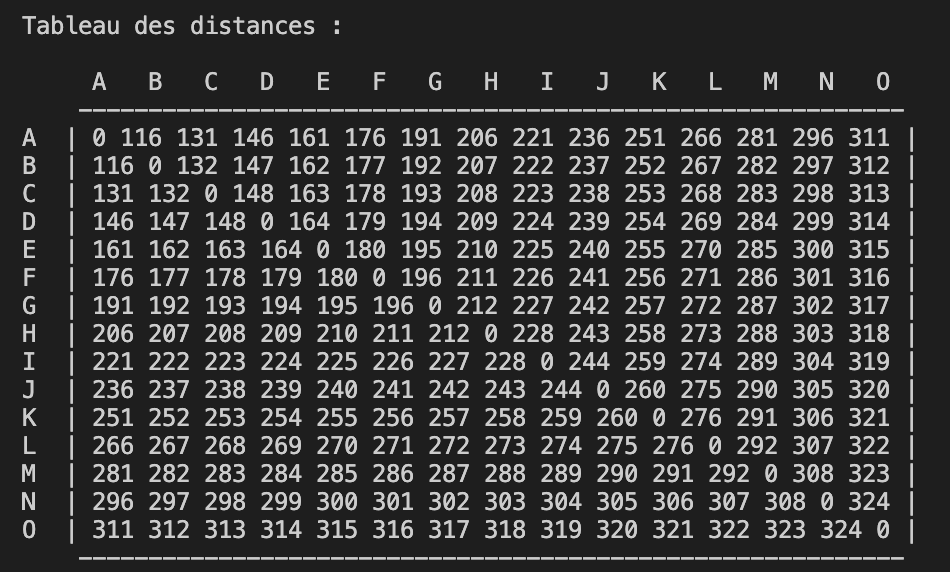 Tableau des distances :
A B C D E F G H I J K L M N O
A | 0 116 131 146 161 176 191 206 221 236 251 266 281 296 311 |
B | 116 0 132 147 162 177 192 207 222 237 252 267 282 297 312 |
C | 131 132 0 148 163 178 193 208 223 238 253 268 283 298 313 |
D | 146 147 148 0 164 179 194 209 224 239 254 269 284 299 314 |
E | 161 162 163 164 0 180 195 210 225 240 255 270 285 300 315 |
F | 176 177 178 179 180 0 196 211 226 241 256 271 286 301 316 |
G | 191 192 193 194 195 196 0 212 227 242 257 272 287 302 317 |
H | 206 207 208 209 210 211 212 0 228 243 258 273 288 303 318 |
I | 221 222 223 224 225 226 227 228 0 244 259 274 289 304 319 |
J | 236 237 238 239 240 241 242 243 244 0 260 275 290 305 320 |
K | 251 252 253 254 255 256 257 258 259 260 0 276 291 306 321 |
L | 266 267 268 269 270 271 272 273 274 275 276 0 292 307 322 |
M | 281 282 283 284 285 286 287 288 289 290 291 292 0 308 323 |
N | 296 297 298 299 300 301 302 303 304 305 306 307 308 0 324 |
O | 311 312 313 314 315 316 317 318 319 320 321 322 323 324 0 |